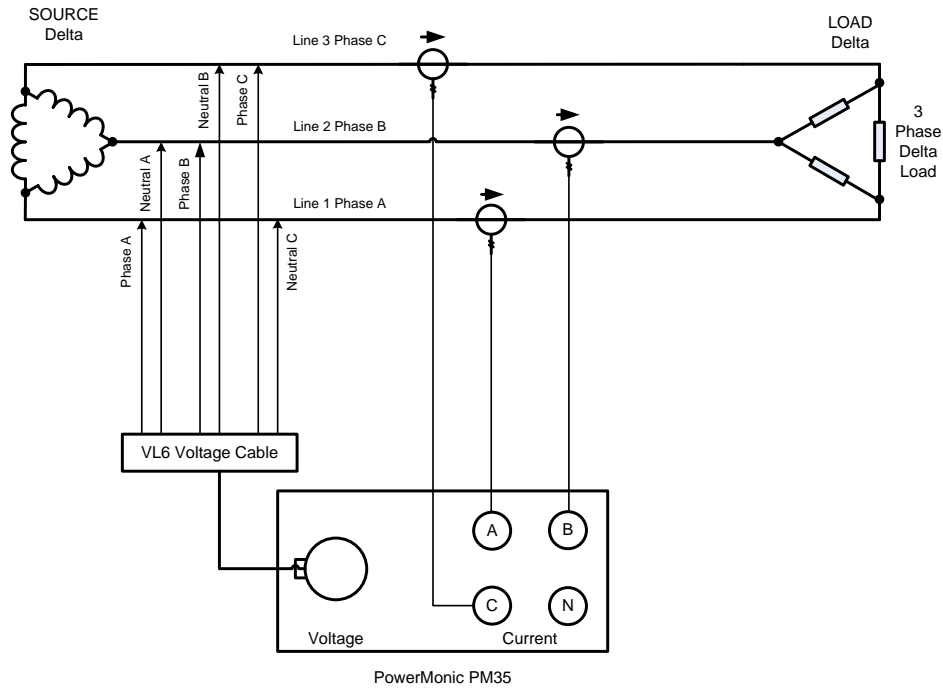 SOURCE
Delta
LOAD
Delta
Line 3 Phase C
Neutral B
Phase C
3
Phase
Delta
Load
Line 2 Phase B
Neutral A
Phase B
Line 1 Phase A
Phase A
Neutral C
VL6 Voltage Cable
A
B
C
N
Voltage
Current
PowerMonic PM35